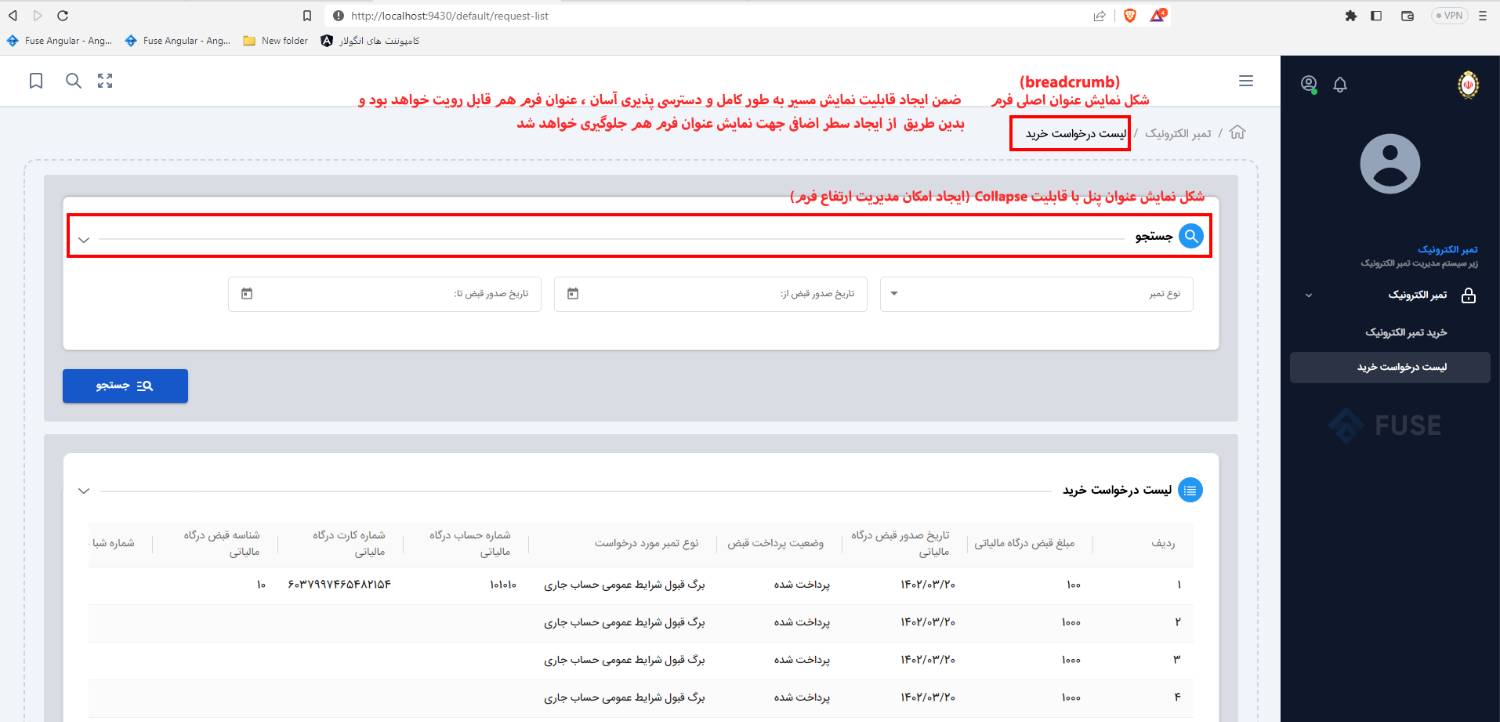 http://localhost:9430/default/request-list
4
VPN
Fuse Angular - Ang...
Fuse Angular - Ang...
New folder
کامپوننت های انگولار
(breadcrumb)
شکل نمایش عنوان اصلی فرم
ضمن ایجاد قابلیت نمایش مسیر به طور کامل و دسترسی پذیری آسان ، عنوان فرم هم قابل رویت خواهد بود و
بدین طریق از ایجاد سطر اضافی جهت نمایش عنوان فرم هم جلوگیری خواهد شد
/ تمبر الکترونیک / لیست درخواست خرید
شکل نمایش عنوان پنل با قابلیت Collapse (ایجاد امکان مدیریت ارتفاع فرم)
جستجو
نوع تمبر
تاریخ صدور قبض از:
تاریخ صدور قبض تا:
جستجو
تمبر الکترونیک
زیر سیستم مدیریت تمبر الکترونیک
تمبر الکترونیک
خرید تمبر الکترونیک
لیست درخواست خرید
FUSE
لیست درخواست خرید
ردیف
مبلغ قبض درگاه مالیاتی
تاریخ صدور قبض درگاه
مالیاتی
وضعیت پرداخت قبض
نوع تمبر مورد درخواست
شماره حساب درگاه
مالیاتی
شماره کارت درگاه
مالیاتی
شناسه قبض درگاه
مالیاتی
شماره شبا
۱ ۱۰۰ ۱۴۰۲/۰۳/۲۰ پرداخت شده برگ قبول شرایط عمومی حساب جاری ۱۰۱۰۱۰ ۶۰۳۷۹۹۷۴۶۵۴۸۲۱۵۴ ۱۰
۲ ۱۰۰۰ ۱۴۰۲/۰۳/۲۰ پرداخت شده برگ قبول شرایط عمومی حساب جاری
۳ ۱۰۰۰ ۱۴۰۲/۰۳/۲۰ پرداخت شده برگ قبول شرایط عمومی حساب جاری
۴ ۱۰۰۰ ۱۴۰۲/۰۳/۲۰ پرداخت شده برگ قبول شرایط عمومی حساب جاری